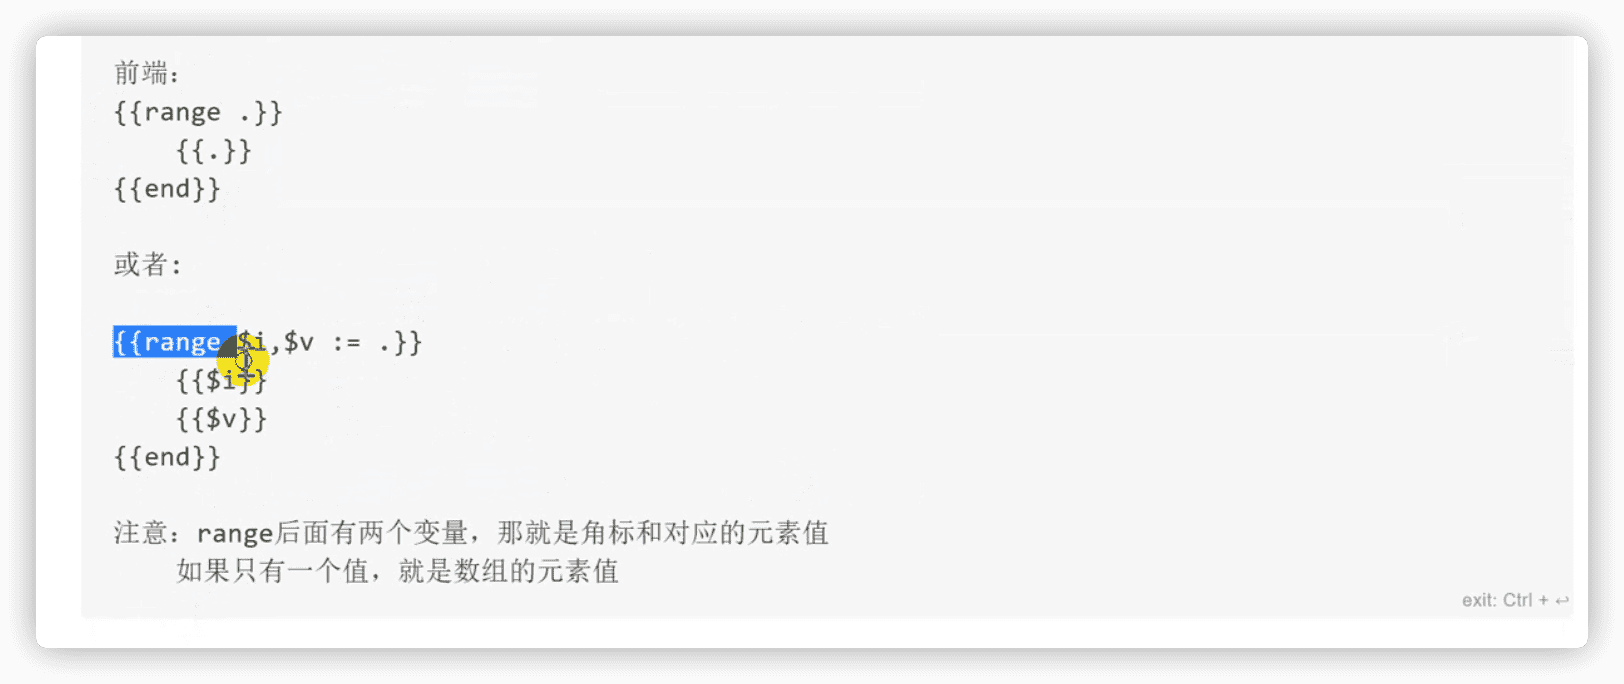 前端：
{{range .}}
{{.}}
{{end}}
或者：
{{range $i,$v := .}}
{{$i}}
{{$v}}
{{end}}
注意：range后面有两个变量，那就是角标和对应的元素值
如果只有一个值，就是数组的元素值
exit: Ctrl + ↩